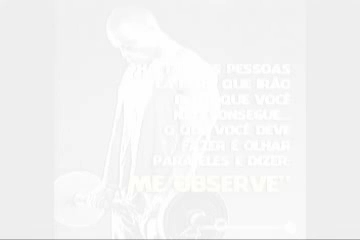 PESSOAS
QUE IRÃO
QUE VOCÊ
CONSEGUE...
O QUE VOCÊ DEVE
FAZER É OLHAR
PARA ELES E DIZER:
"ME OBSERVE"